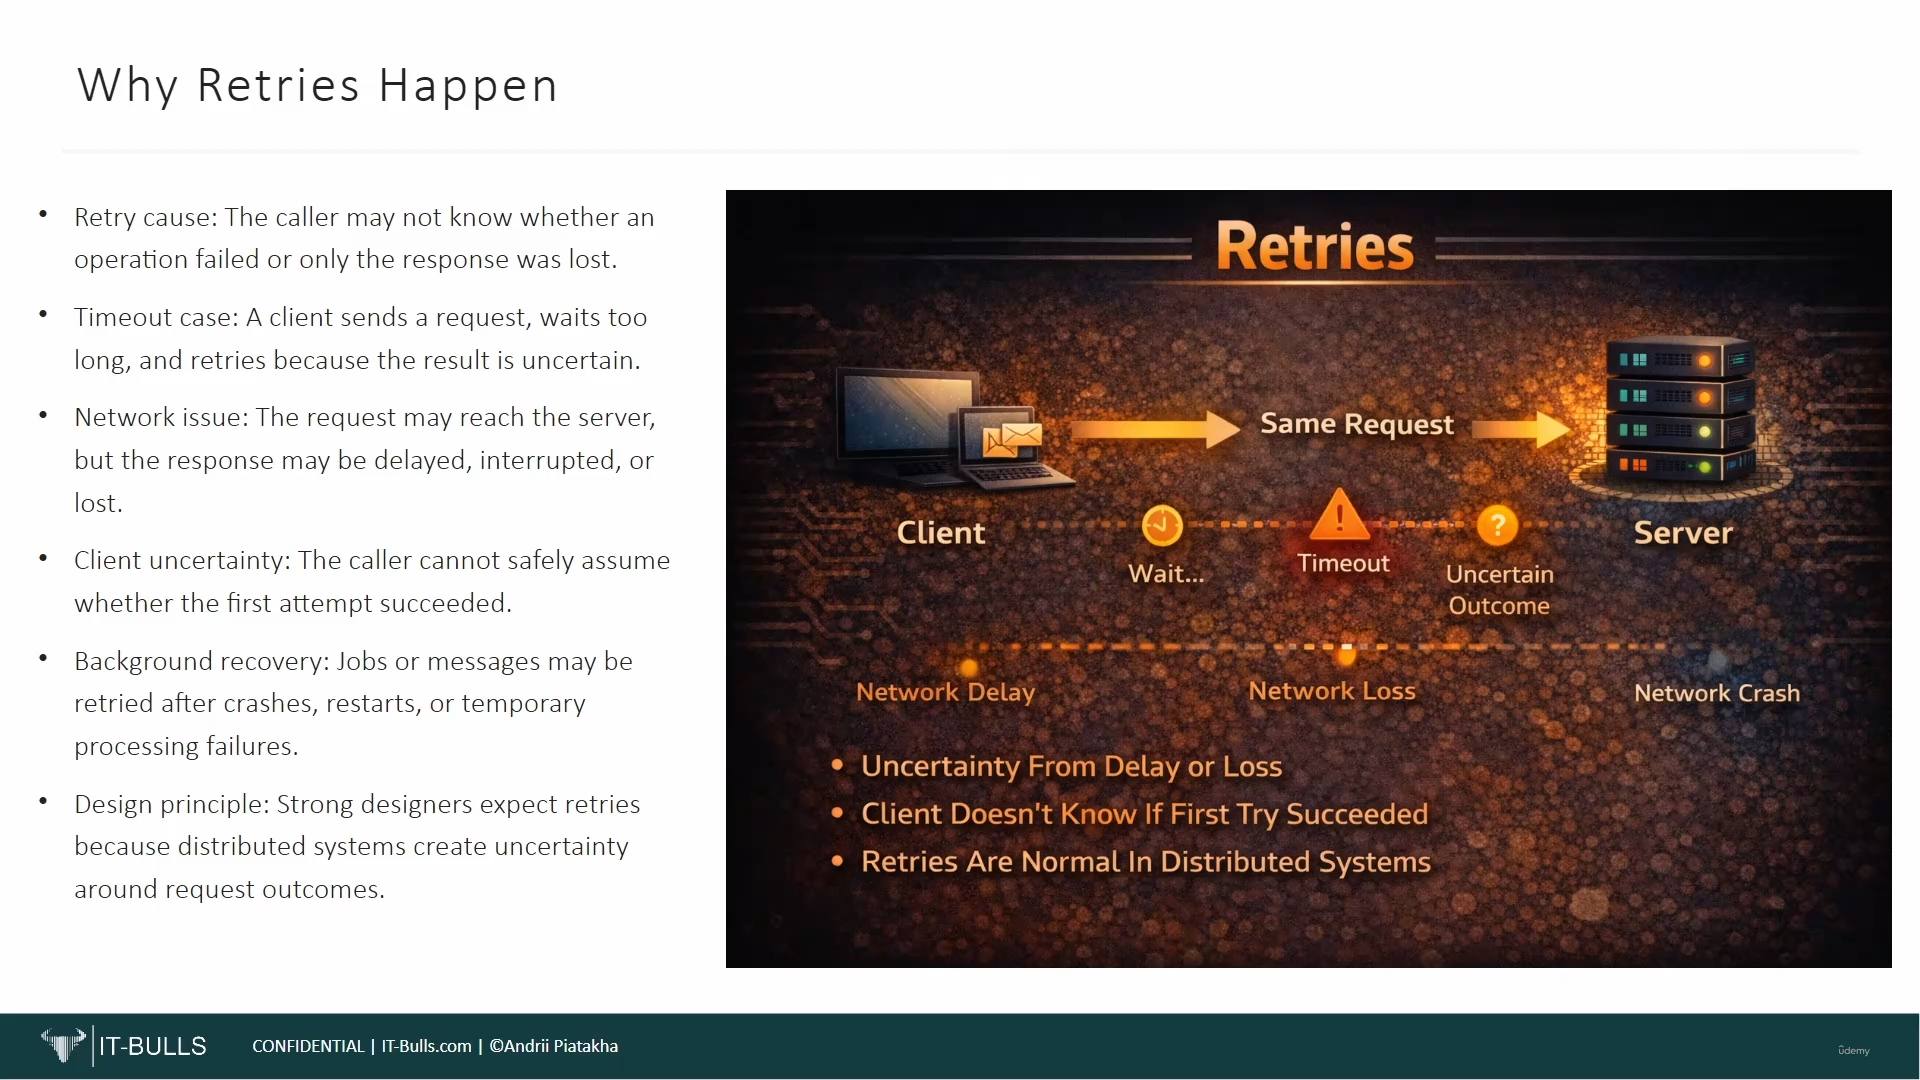 Why Retries Happen
• Retry cause: The caller may not know whether an
operation failed or only the response was lost.
• Timeout case: A client sends a request, waits too
long, and retries because the result is uncertain.
• Network issue: The request may reach the server,
but the response may be delayed, interrupted, or
lost.
• Client uncertainty: The caller cannot safely assume
whether the first attempt succeeded.
• Background recovery: Jobs or messages may be
retried after crashes, restarts, or temporary
processing failures.
• Design principle: Strong designers expect retries
because distributed systems create uncertainty
around request outcomes.
Retries
Same Request
Client
Server
Wait...
Timeout
Uncertain
Outcome
Network Delay
Network Loss
Network Crash
• Uncertainty From Delay or Loss
• Client Doesn't Know If First Try Succeeded
• Retries Are Normal In Distributed Systems
IT-BULLS
CONFIDENTIAL | IT-Bulls.com | ©Andrii Piatakha
ûdemy